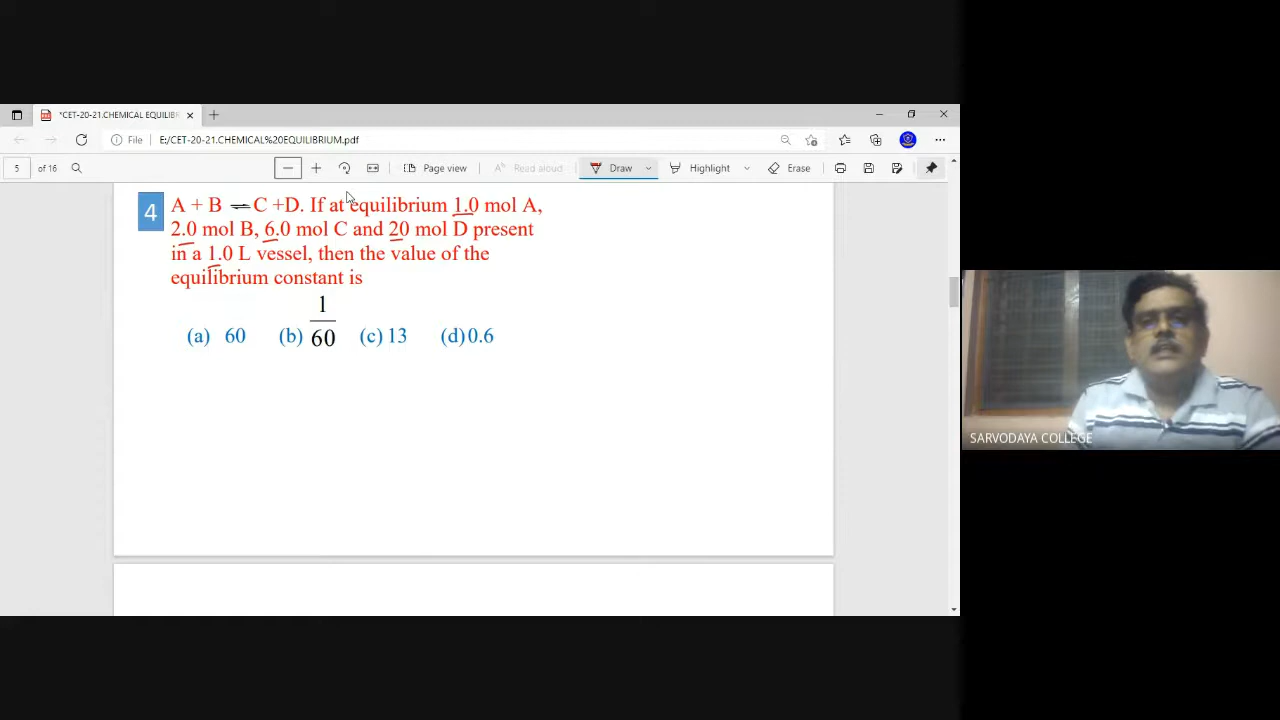 *CET-20-21.CHEMICAL EQUILIBR
File E:/CET-20-21.CHEMICAL%20EQUILIBRIUM.pdf
5 of 16 Page view Read aloud Draw Highlight Erase
4 A + B ⇌ C +D. If at equilibrium 1.0 mol A,
2.0 mol B, 6.0 mol C and 20 mol D present
in a 1.0 L vessel, then the value of the
equilibrium constant is
(a) 60 (b) 1/60 (c) 13 (d) 0.6
SARVODAYA COLLEGE